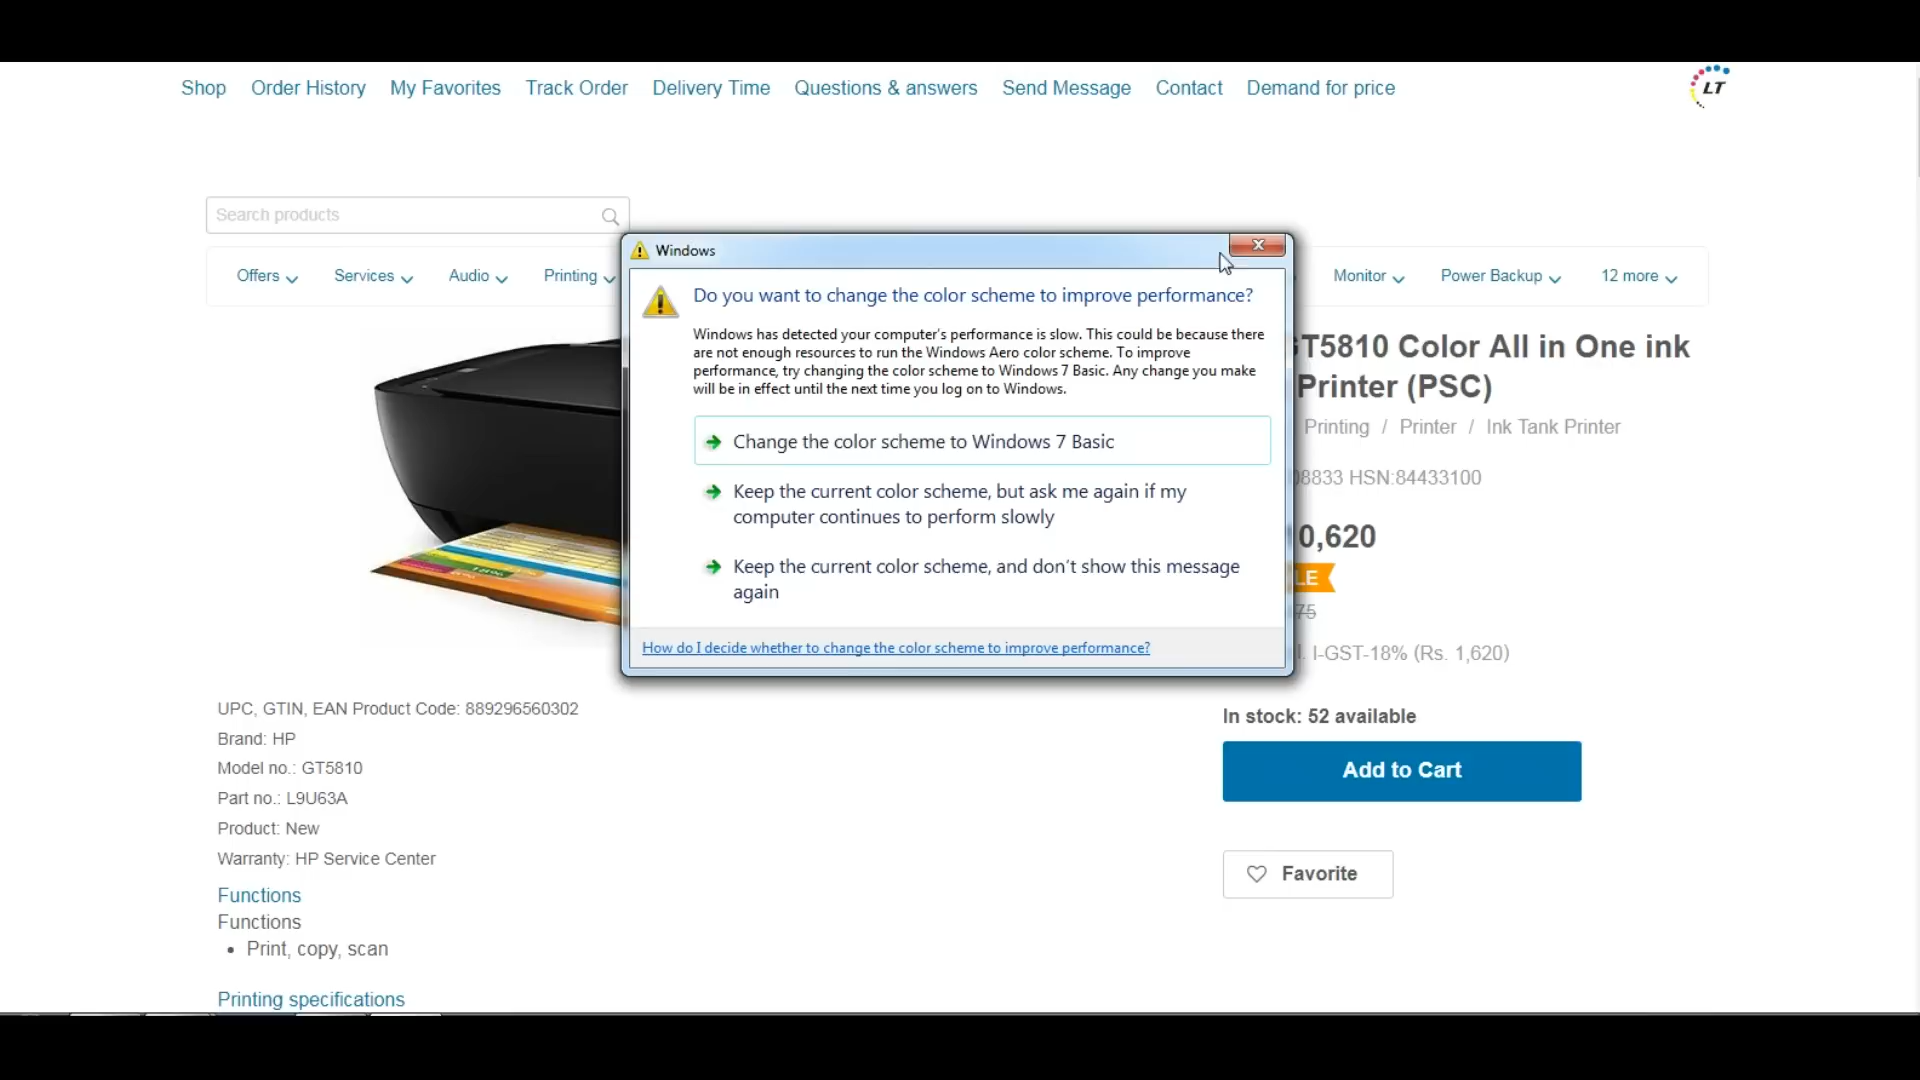 Shop Order History My Favorites Track Order Delivery Time Questions & answers Send Message Contact Demand for price
LT
Search products
Offers Services Audio Printing Monitor Power Backup 12 more
Windows
Do you want to change the color scheme to improve performance?
Windows has detected your computer's performance is slow. This could be because there
are not enough resources to run the Windows Aero color scheme. To improve
performance, try changing the color scheme to Windows 7 Basic. Any change you make
will be in effect until the next time you log on to Windows.
Change the color scheme to Windows 7 Basic
Keep the current color scheme, but ask me again if my
computer continues to perform slowly
Keep the current color scheme, and don't show this message
again
How do I decide whether to change the color scheme to improve performance?
T5810 Color All in One ink
Printer (PSC)
Printing / Printer / Ink Tank Printer
08833 HSN:84433100
0,620
LE
75
I-GST-18% (Rs. 1,620)
In stock: 52 available
Add to Cart
Favorite
UPC, GTIN, EAN Product Code: 889296560302
Brand: HP
Model no.: GT5810
Part no.: L9U63A
Product: New
Warranty: HP Service Center
Functions
Functions
• Print, copy, scan
Printing specifications